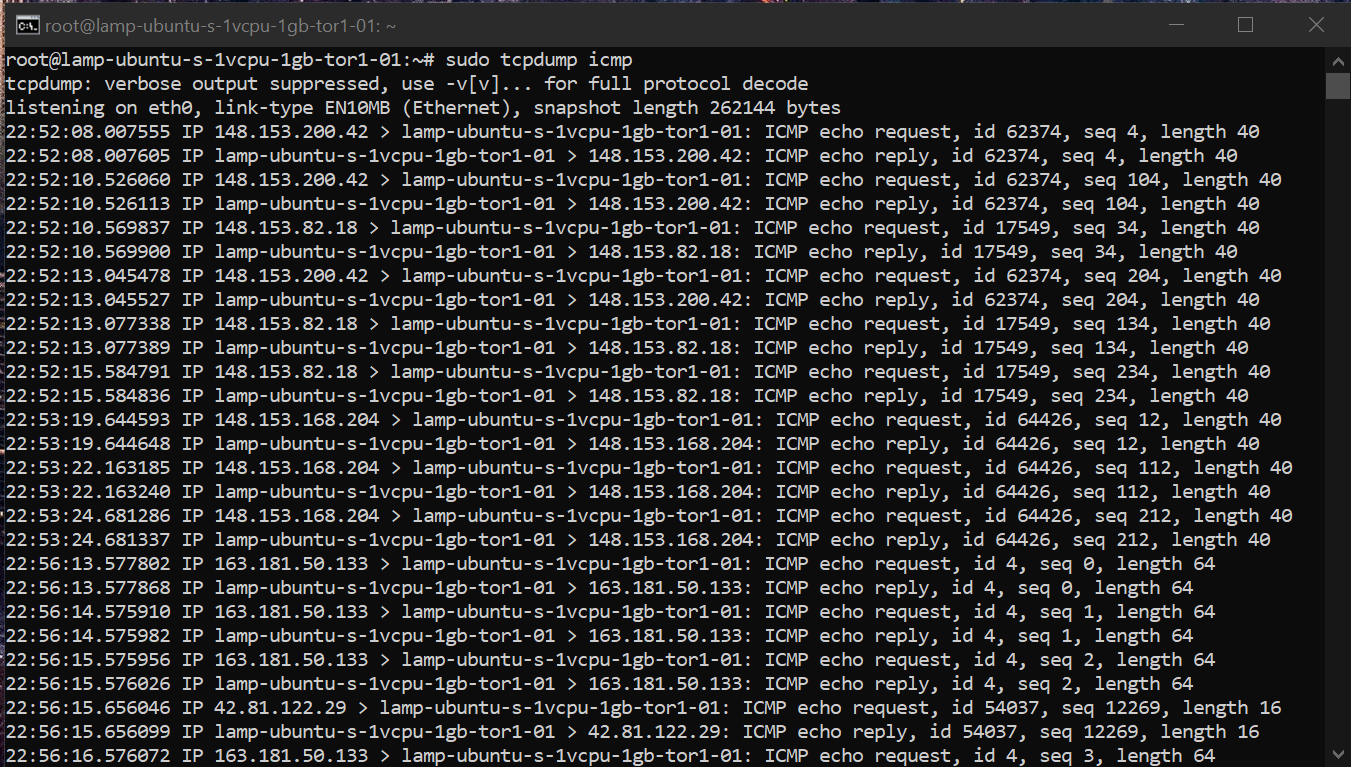 root@lamp-ubuntu-s-1vcpu-1gb-tor1-01: ~
root@lamp-ubuntu-s-1vcpu-1gb-tor1-01:~# sudo tcpdump icmp
tcpdump: verbose output suppressed, use -v[v]... for full protocol decode
listening on eth0, link-type EN10MB (Ethernet), snapshot length 262144 bytes
22:52:08.007555 IP 148.153.200.42 > lamp-ubuntu-s-1vcpu-1gb-tor1-01: ICMP echo request, id 62374, seq 4, length 40
22:52:08.007605 IP lamp-ubuntu-s-1vcpu-1gb-tor1-01 > 148.153.200.42: ICMP echo reply, id 62374, seq 4, length 40
22:52:10.526060 IP 148.153.200.42 > lamp-ubuntu-s-1vcpu-1gb-tor1-01: ICMP echo request, id 62374, seq 104, length 40
22:52:10.526113 IP lamp-ubuntu-s-1vcpu-1gb-tor1-01 > 148.153.200.42: ICMP echo reply, id 62374, seq 104, length 40
22:52:10.569837 IP 148.153.82.18 > lamp-ubuntu-s-1vcpu-1gb-tor1-01: ICMP echo request, id 17549, seq 34, length 40
22:52:10.569900 IP lamp-ubuntu-s-1vcpu-1gb-tor1-01 > 148.153.82.18: ICMP echo reply, id 17549, seq 34, length 40
22:52:13.045478 IP 148.153.200.42 > lamp-ubuntu-s-1vcpu-1gb-tor1-01: ICMP echo request, id 62374, seq 204, length 40
22:52:13.045527 IP lamp-ubuntu-s-1vcpu-1gb-tor1-01 > 148.153.200.42: ICMP echo reply, id 62374, seq 204, length 40
22:52:13.077338 IP 148.153.82.18 > lamp-ubuntu-s-1vcpu-1gb-tor1-01: ICMP echo request, id 17549, seq 134, length 40
22:52:13.077389 IP lamp-ubuntu-s-1vcpu-1gb-tor1-01 > 148.153.82.18: ICMP echo reply, id 17549, seq 134, length 40
22:52:15.584791 IP 148.153.82.18 > lamp-ubuntu-s-1vcpu-1gb-tor1-01: ICMP echo request, id 17549, seq 234, length 40
22:52:15.584836 IP lamp-ubuntu-s-1vcpu-1gb-tor1-01 > 148.153.82.18: ICMP echo reply, id 17549, seq 234, length 40
22:53:19.644593 IP 148.153.168.204 > lamp-ubuntu-s-1vcpu-1gb-tor1-01: ICMP echo request, id 64426, seq 12, length 40
22:53:19.644648 IP lamp-ubuntu-s-1vcpu-1gb-tor1-01 > 148.153.168.204: ICMP echo reply, id 64426, seq 12, length 40
22:53:22.163185 IP 148.153.168.204 > lamp-ubuntu-s-1vcpu-1gb-tor1-01: ICMP echo request, id 64426, seq 112, length 40
22:53:22.163240 IP lamp-ubuntu-s-1vcpu-1gb-tor1-01 > 148.153.168.204: ICMP echo reply, id 64426, seq 112, length 40
22:53:24.681286 IP 148.153.168.204 > lamp-ubuntu-s-1vcpu-1gb-tor1-01: ICMP echo request, id 64426, seq 212, length 40
22:53:24.681337 IP lamp-ubuntu-s-1vcpu-1gb-tor1-01 > 148.153.168.204: ICMP echo reply, id 64426, seq 212, length 40
22:56:13.577802 IP 163.181.50.133 > lamp-ubuntu-s-1vcpu-1gb-tor1-01: ICMP echo request, id 4, seq 0, length 64
22:56:13.577868 IP lamp-ubuntu-s-1vcpu-1gb-tor1-01 > 163.181.50.133: ICMP echo reply, id 4, seq 0, length 64
22:56:14.575910 IP 163.181.50.133 > lamp-ubuntu-s-1vcpu-1gb-tor1-01: ICMP echo request, id 4, seq 1, length 64
22:56:14.575982 IP lamp-ubuntu-s-1vcpu-1gb-tor1-01 > 163.181.50.133: ICMP echo reply, id 4, seq 1, length 64
22:56:15.575956 IP 163.181.50.133 > lamp-ubuntu-s-1vcpu-1gb-tor1-01: ICMP echo request, id 4, seq 2, length 64
22:56:15.576026 IP lamp-ubuntu-s-1vcpu-1gb-tor1-01 > 163.181.50.133: ICMP echo reply, id 4, seq 2, length 64
22:56:15.656046 IP 42.81.122.29 > lamp-ubuntu-s-1vcpu-1gb-tor1-01: ICMP echo request, id 54037, seq 12269, length 16
22:56:15.656099 IP lamp-ubuntu-s-1vcpu-1gb-tor1-01 > 42.81.122.29: ICMP echo reply, id 54037, seq 12269, length 16
22:56:16.576072 IP 163.181.50.133 > lamp-ubuntu-s-1vcpu-1gb-tor1-01: ICMP echo request, id 4, seq 3, length 64